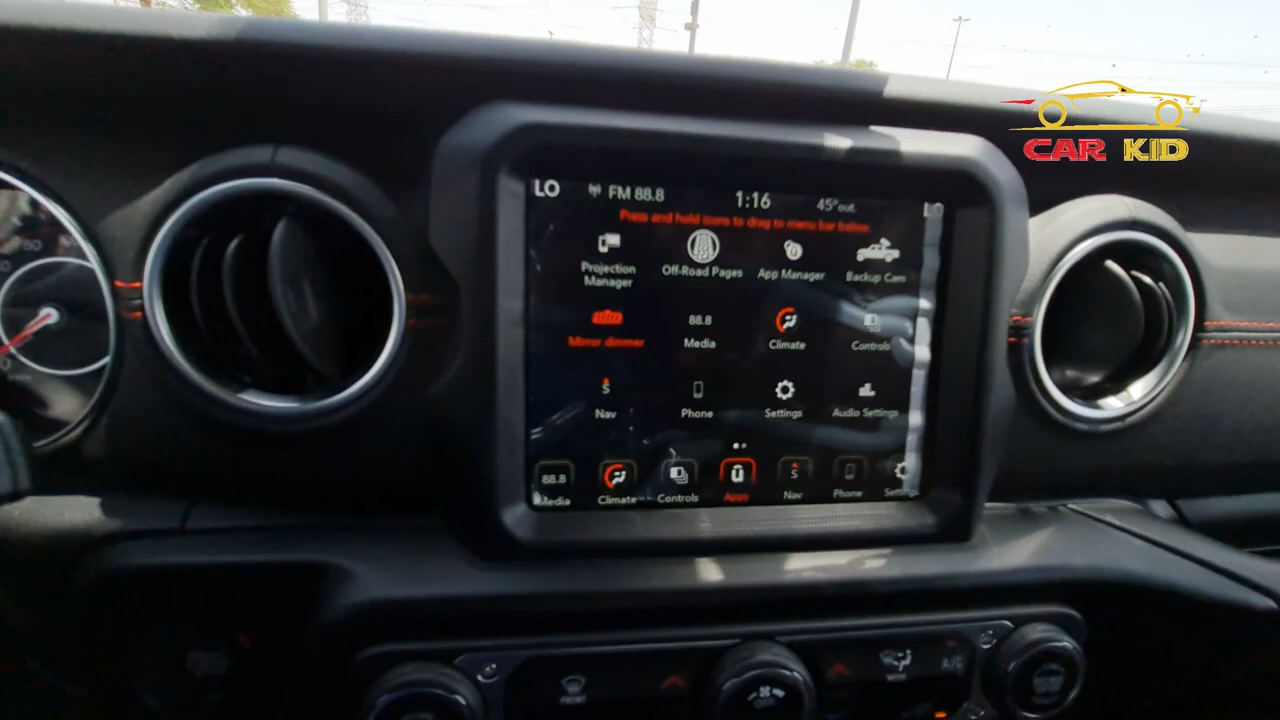 CAR KID
LO FM 88.8 1:16 45°out. LO
Press and hold icons to drag to menu bar below
Projection Manager
Off-Road Pages
App Manager
Backup Cam
Mirror dimmer
88.8
Media
Climate
Controls
S
Nav
Phone
Settings
Audio Settings
88.8
Media
Climate
Controls
Apps
S
Nav
Phone
A/C